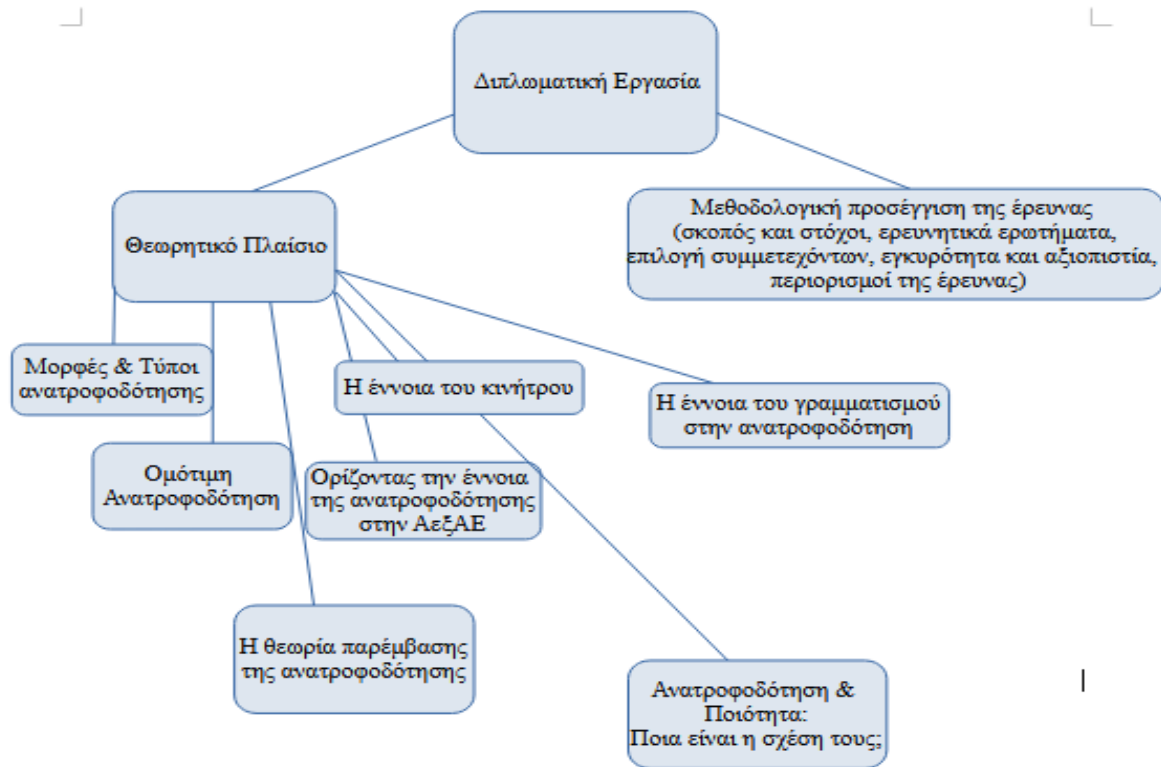 Διπλωματική Εργασία
Θεωρητικό Πλαίσιο
Μεθοδολογική προσέγγιση της έρευνας
(σκοπός και στόχοι, ερευνητικά ερωτήματα,
επιλογή συμμετεχόντων, εγκυρότητα και αξιοπιστία,
περιορισμοί της έρευνας)
Μορφές & Τύποι
ανατροφοδότησης
Η έννοια του κινήτρου
Η έννοια του γραμματισμού
στην ανατροφοδότηση
Ομότιμη
Ανατροφοδότηση
Ορίζοντας την έννοια
της ανατροφοδότησης
στην ΑεξΑΕ
Η θεωρία παρέμβασης
της ανατροφοδότησης
Ανατροφοδότηση &
Ποιότητα:
Ποια είναι η σχέση τους;